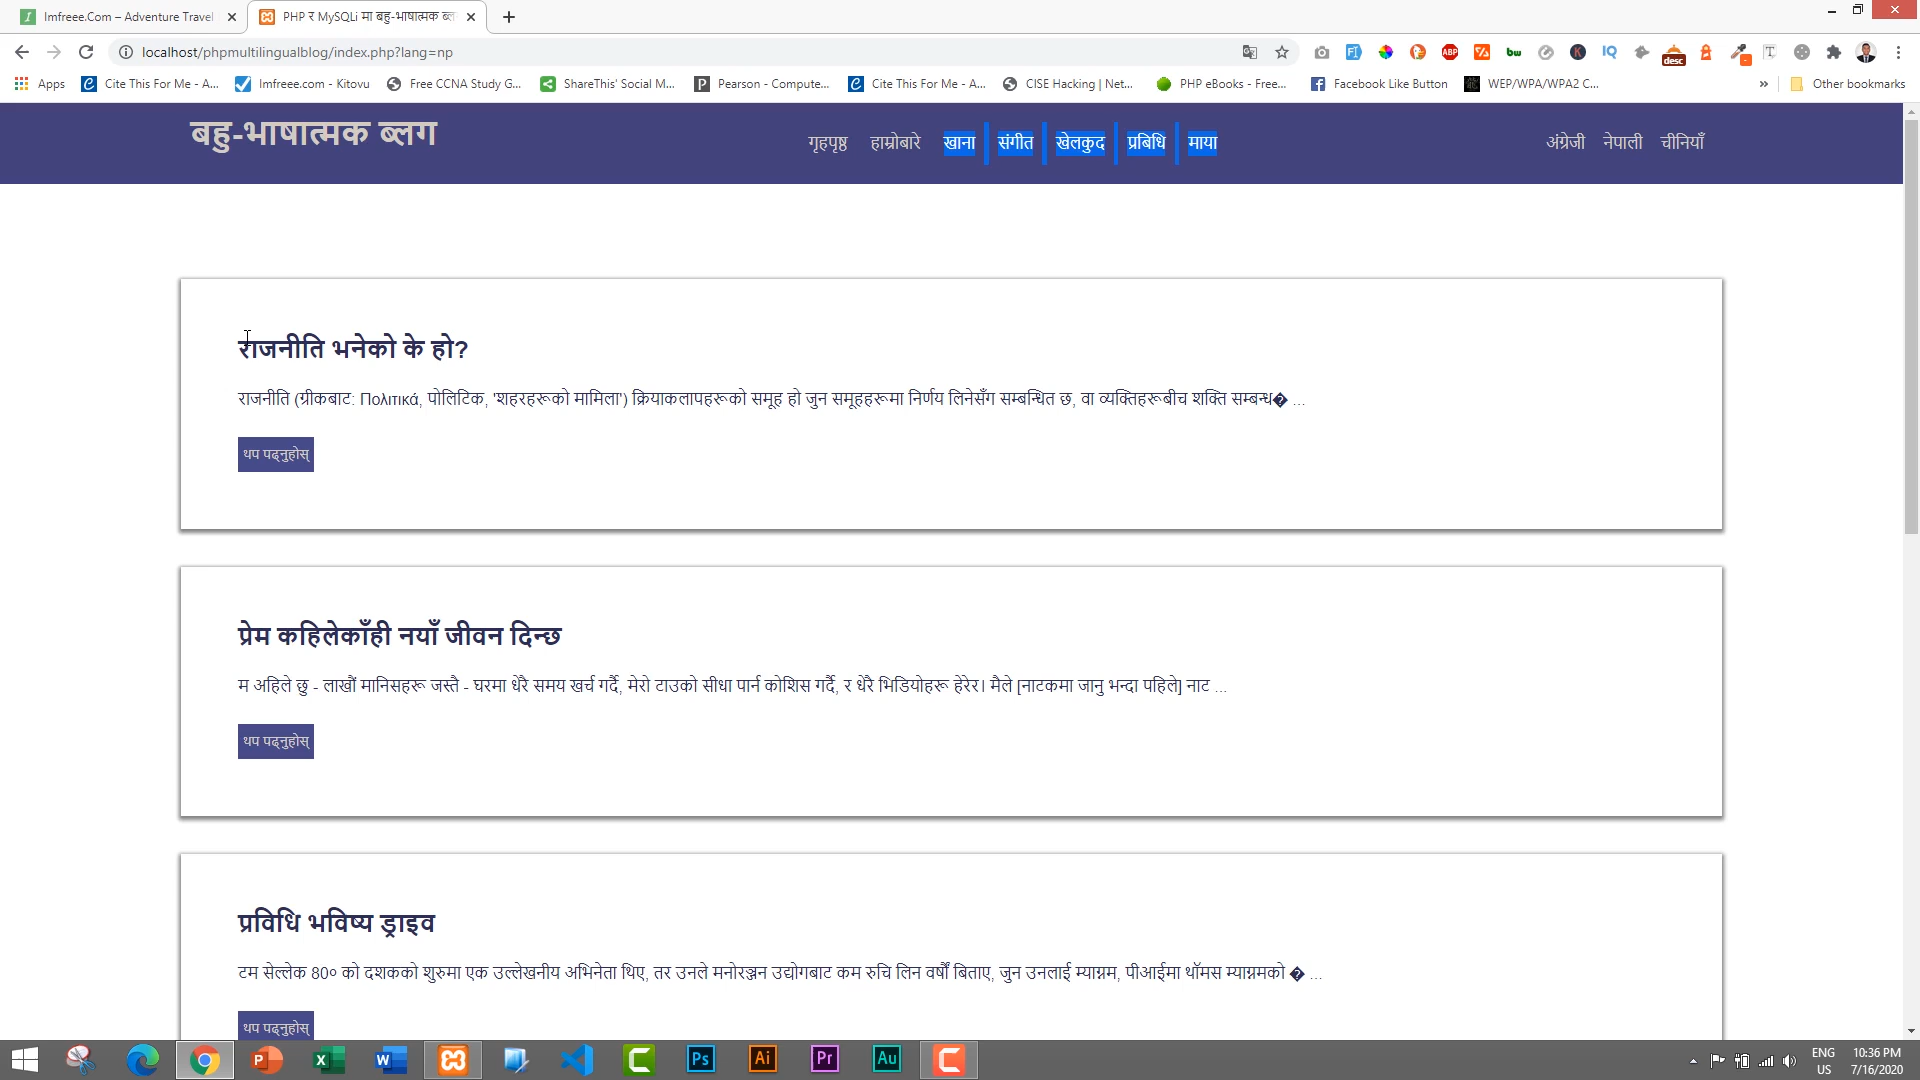 Imfreee.Com – Adventure Travel
PHP र MySQLi मा बहु-भाषात्मक ब्ल
localhost/phpmultilingualblog/index.php?lang=np
Apps
Cite This For Me - A...
Imfreee.com - Kitovu
Free CCNA Study G...
ShareThis' Social M...
Pearson - Compute...
Cite This For Me - A...
CISE Hacking | Net...
PHP eBooks - Free...
Facebook Like Button
WEP/WPA/WPA2 C...
»
Other bookmarks
बहु-भाषात्मक ब्लग
गृहपृष्ठ हाम्रोबारे खाना संगीत खेलकुद प्रबिधि माया
अंग्रेजी नेपाली चीनियाँ
राजनीति भनेको के हो?
राजनीति (ग्रीकबाट: Πολιτικά, पोलिटिक, 'शहरहरूको मामिला') क्रियाकलापहरूको समूह हो जुन समूहहरूमा निर्णय लिनेसँग सम्बन्धित छ, वा व्यक्तिहरूबीच शक्ति सम्बन्ध� ...
थप पढ्नुहोस्
प्रेम कहिलेकाँही नयाँ जीवन दिन्छ
म अहिले छु - लाखौं मानिसहरू जस्तै - घरमा धेरै समय खर्च गर्दै, मेरो टाउको सीधा पार्न कोशिस गर्दै, र धेरै भिडियोहरू हेरेर। मैले [नाटकमा जानु भन्दा पहिले] नाट ...
थप पढ्नुहोस्
प्रविधि भविष्य ड्राइव
टम सेल्लेक 80० को दशकको शुरुमा एक उल्लेखनीय अभिनेता थिए, तर उनले मनोरञ्जन उद्योगबाट कम रुचि लिन वर्षौं बिताए, जुन उनलाई म्याग्नम, पीआईमा थॉमस म्याग्नमको � ...
थप पढ्नुहोस्
ENG
US
10:36 PM
7/16/2020